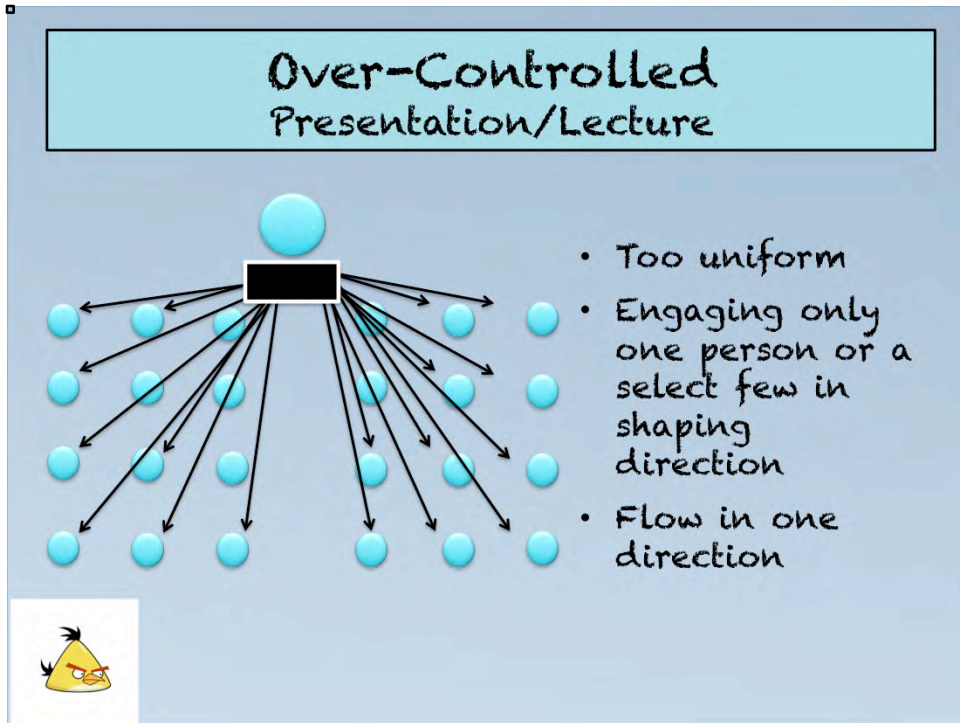 Over-Controlled
Presentation/Lecture
• Too uniform
• Engaging only
one person or a
select few in
shaping
direction
• Flow in one
direction